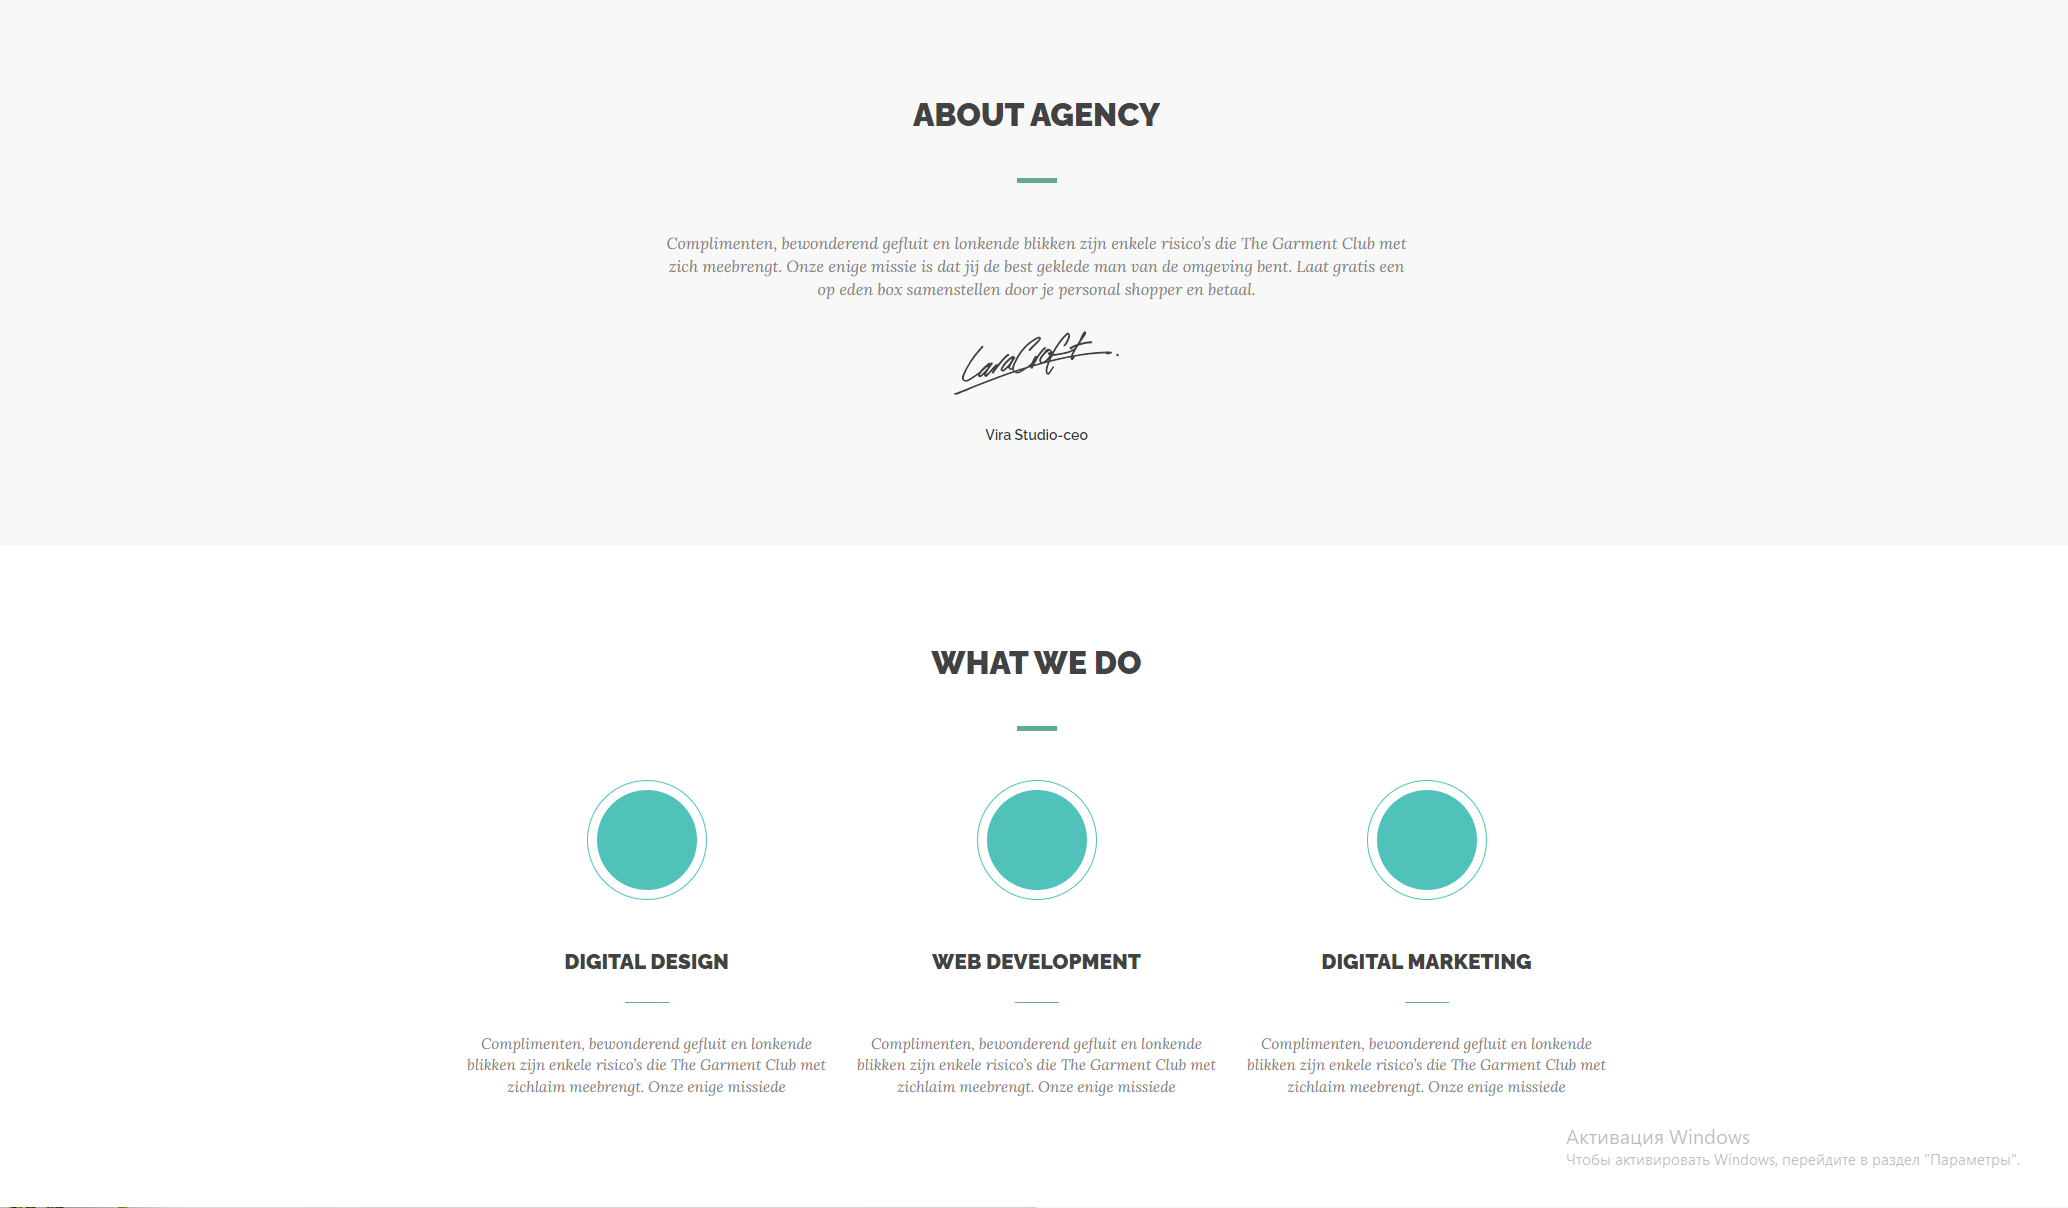 ABOUT AGENCY
Complimenten, bewonderend gefluit en lonkende blikken zijn enkele risico’s die The Garment Club met
zich meebrengt. Onze enige missie is dat jij de best geklede man van de omgeving bent. Laat gratis een
op eden box samenstellen door je personal shopper en betaal.
LaraCroft.
Vira Studio-ceo
WHAT WE DO
DIGITAL DESIGN
Complimenten, bewonderend gefluit en lonkende
blikken zijn enkele risico’s die The Garment Club met
zichlaim meebrengt. Onze enige missiede
WEB DEVELOPMENT
Complimenten, bewonderend gefluit en lonkende
blikken zijn enkele risico’s die The Garment Club met
zichlaim meebrengt. Onze enige missiede
DIGITAL MARKETING
Complimenten, bewonderend gefluit en lonkende
blikken zijn enkele risico’s die The Garment Club met
zichlaim meebrengt. Onze enige missiede
Активация Windows
Чтобы активировать Windows, перейдите в раздел "Параметры".